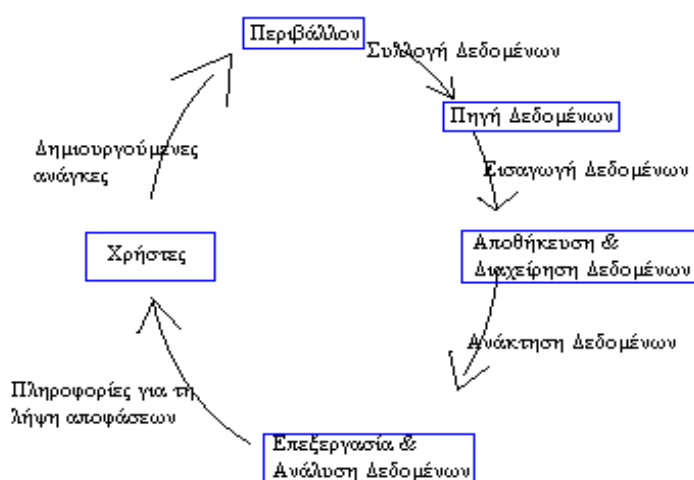 Περιβάλλον
Συλλογή Δεδομένων
Πηγή Δεδομένων
Εισαγωγή Δεδομένων
Αποθήκευση &
Διαχείρηση Δεδομένων
Ανάκτηση Δεδομένων
Επεξεργασία &
Ανάλυση Δεδομένων
Πληροφορίες για τη
λήψη αποφάσεων
Χρήστες
Δημιουργούμενες
ανάγκες